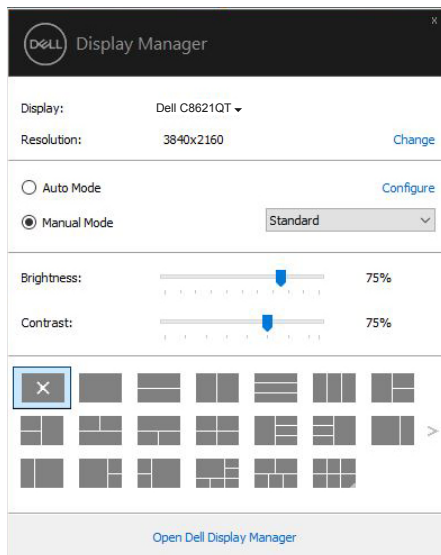 x
DELL Display Manager
Display: Dell C8621QT
Resolution: 3840x2160 Change
Auto Mode Configure
Manual Mode Standard
Brightness: 75%
Contrast: 75%
Open Dell Display Manager